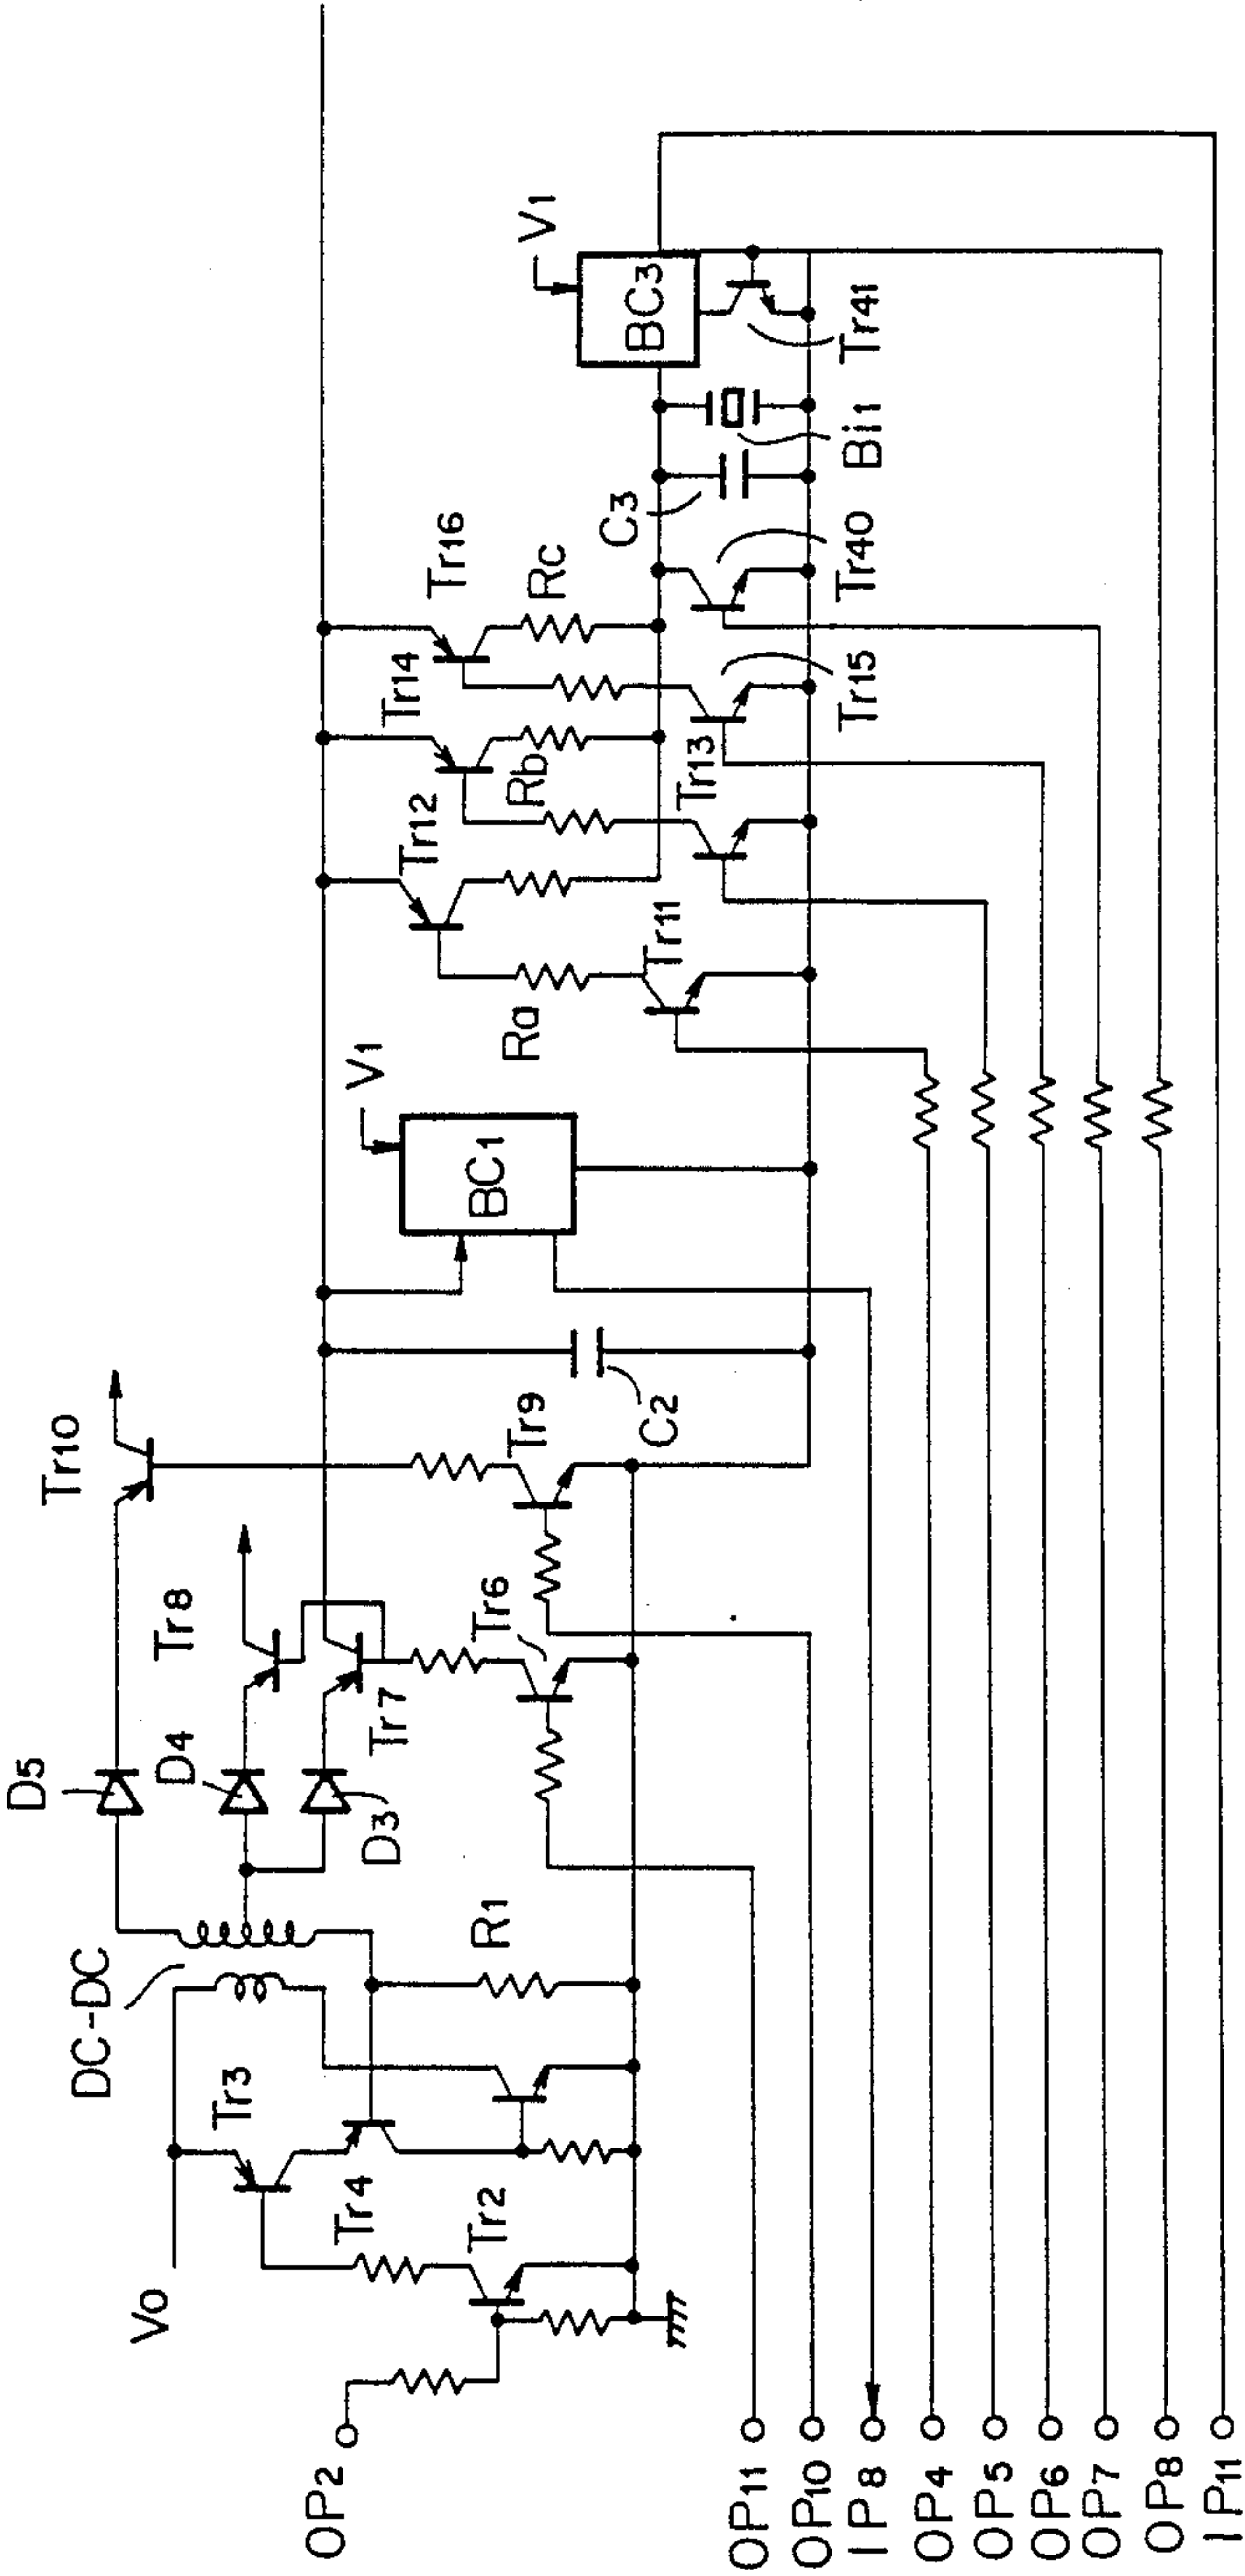 D5
Tr10
DC-DC
D4
Tr8
Vo
Tr3
D3
Tr7
V1
Tr12
Tr14
Tr16
OP2
Tr4
R1
Tr6
Tr9
BC1
Ra
Rb
Rc
V1
Tr2
C2
Tr11
Tr13
C3
BC3
Tr15
Tr40
Bi1
Tr41
OP11
OP10
IP8
OP4
OP5
OP6
OP7
OP8
IP11